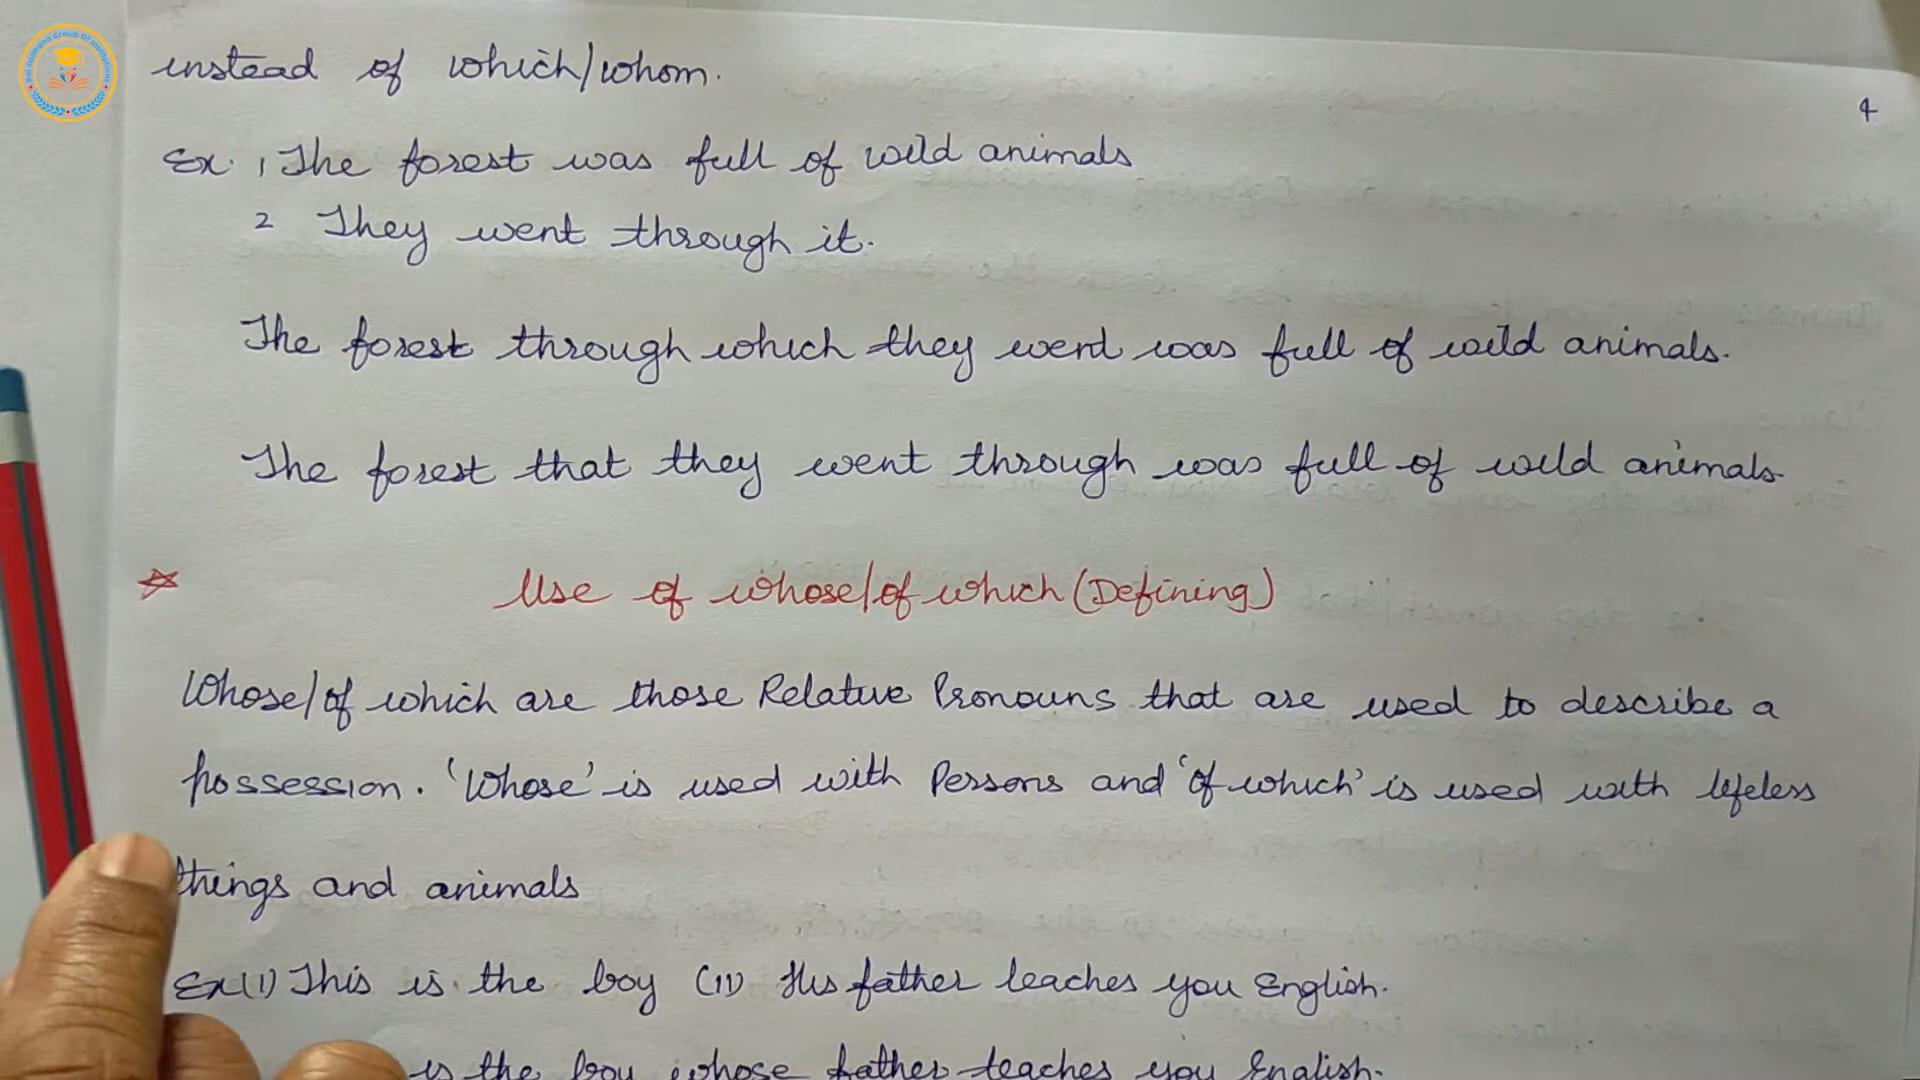 Sai Sadhana Group Of Institutions
instead of which/whom.
4
Ex. 1 The forest was full of wild animals
2 They went through it.
The forest through which they went was full of wild animals.
The forest that they went through was full of wild animals.
Use of whose/of which (Defining)
Whose/of which are those Relative Pronouns that are used to describe a
possession. 'Whose' is used with Persons and 'of which' is used with lifeless
things and animals
Ex (1) This is the boy (11) His father teaches you English.
is the boy whose father teaches you English.